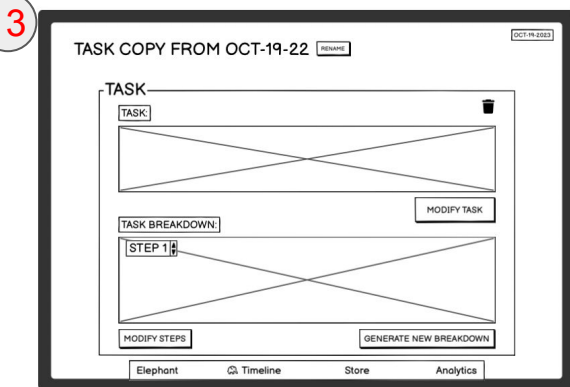 3
OCT-19-2023
TASK COPY FROM OCT-19-22 RENAME
TASK
TASK:
MODIFY TASK
TASK BREAKDOWN:
STEP 1
MODIFY STEPS GENERATE NEW BREAKDOWN
Elephant Timeline Store Analytics